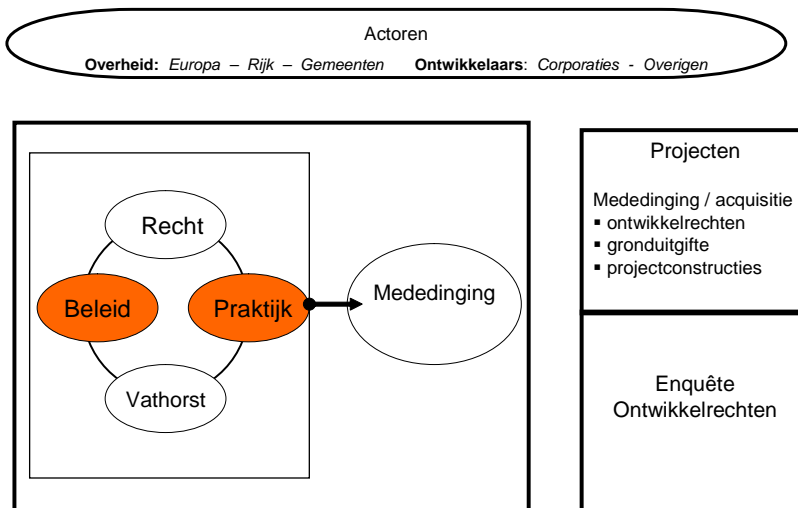 Actoren
Overheid: Europa – Rijk – Gemeenten Ontwikkelaars: Corporaties - Overigen
Recht
Beleid
Praktijk
Vathorst
Mededinging
Projecten
Mededinging / acquisitie
▪ ontwikkelrechten
▪ gronduitgifte
▪ projectconstructies
Enquête
Ontwikkelrechten